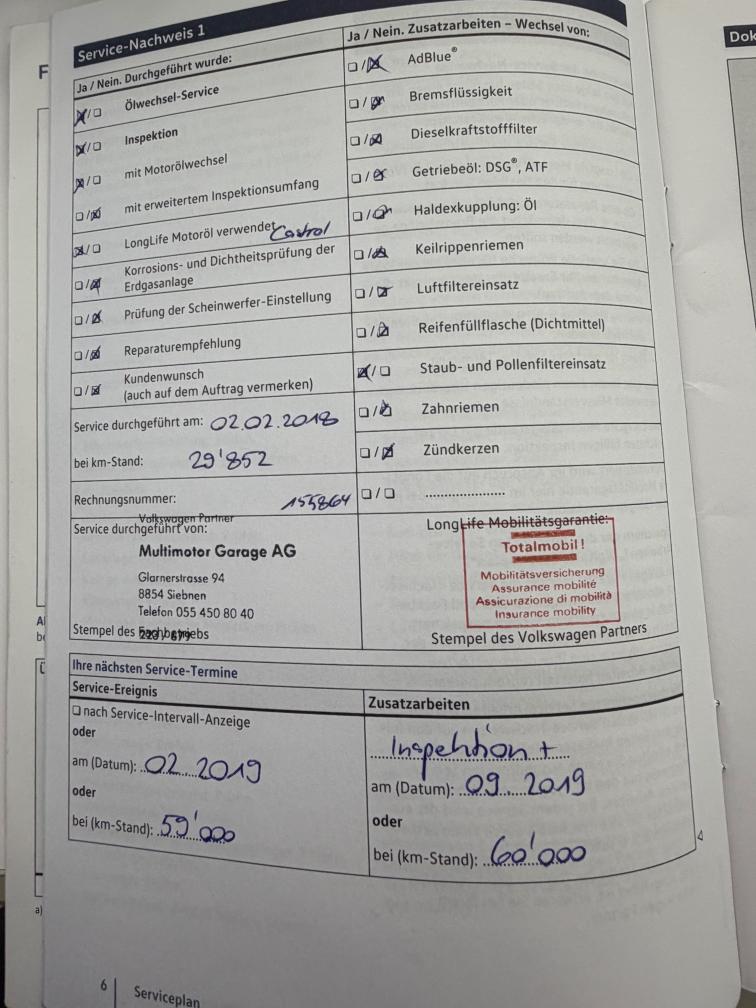 Service-Nachweis 1
Ja / Nein. Durchgeführt wurde:
☒/☐ Ölwechsel-Service
☒/☐ Inspektion
☒/☐ mit Motorölwechsel
☐/☒ mit erweitertem Inspektionsumfang
☒/☐ LongLife Motoröl verwendet Castrol
☐/☒ Korrosions- und Dichtheitsprüfung der
Erdgasanlage
☐/☒ Prüfung der Scheinwerfer-Einstellung
☐/☒ Reparaturempfehlung
☐/☒ Kundenwunsch
(auch auf dem Auftrag vermerken)
Service durchgeführt am: 02.02.2018
bei km-Stand: 29'852
Rechnungsnummer: 155864
Ja / Nein. Zusatzarbeiten – Wechsel von:
☐/☒ AdBlue®
☐/☒ Bremsflüssigkeit
☐/☒ Dieselkraftstofffilter
☐/☒ Getriebeöl: DSG®, ATF
☐/☒ Haldexkupplung: Öl
☐/☒ Keilrippenriemen
☐/☒ Luftfiltereinsatz
☐/☒ Reifenfüllflasche (Dichtmittel)
☒/☐ Staub- und Pollenfiltereinsatz
☐/☒ Zahnriemen
☐/☒ Zündkerzen
☐/☐ ......................
Volkswagen Partner
Service durchgeführt von:
Multimotor Garage AG
Glarnerstrasse 94
8854 Siebnen
Telefon 055 450 80 40
Stempel des Fachbetriebs
LongLife Mobilitätsgarantie:
Totalmobil!
Mobilitätsversicherung
Assurance mobilité
Assicurazione di mobilità
Insurance mobility
Stempel des Volkswagen Partners
Ihre nächsten Service-Termine
Service-Ereignis
☐ nach Service-Intervall-Anzeige
oder
am (Datum): 02 2019
oder
bei (km-Stand): 59'000
Zusatzarbeiten
Inspektion +
am (Datum): 09 2019
oder
bei (km-Stand): 60'000
6 | Serviceplan
Dok
F
a)